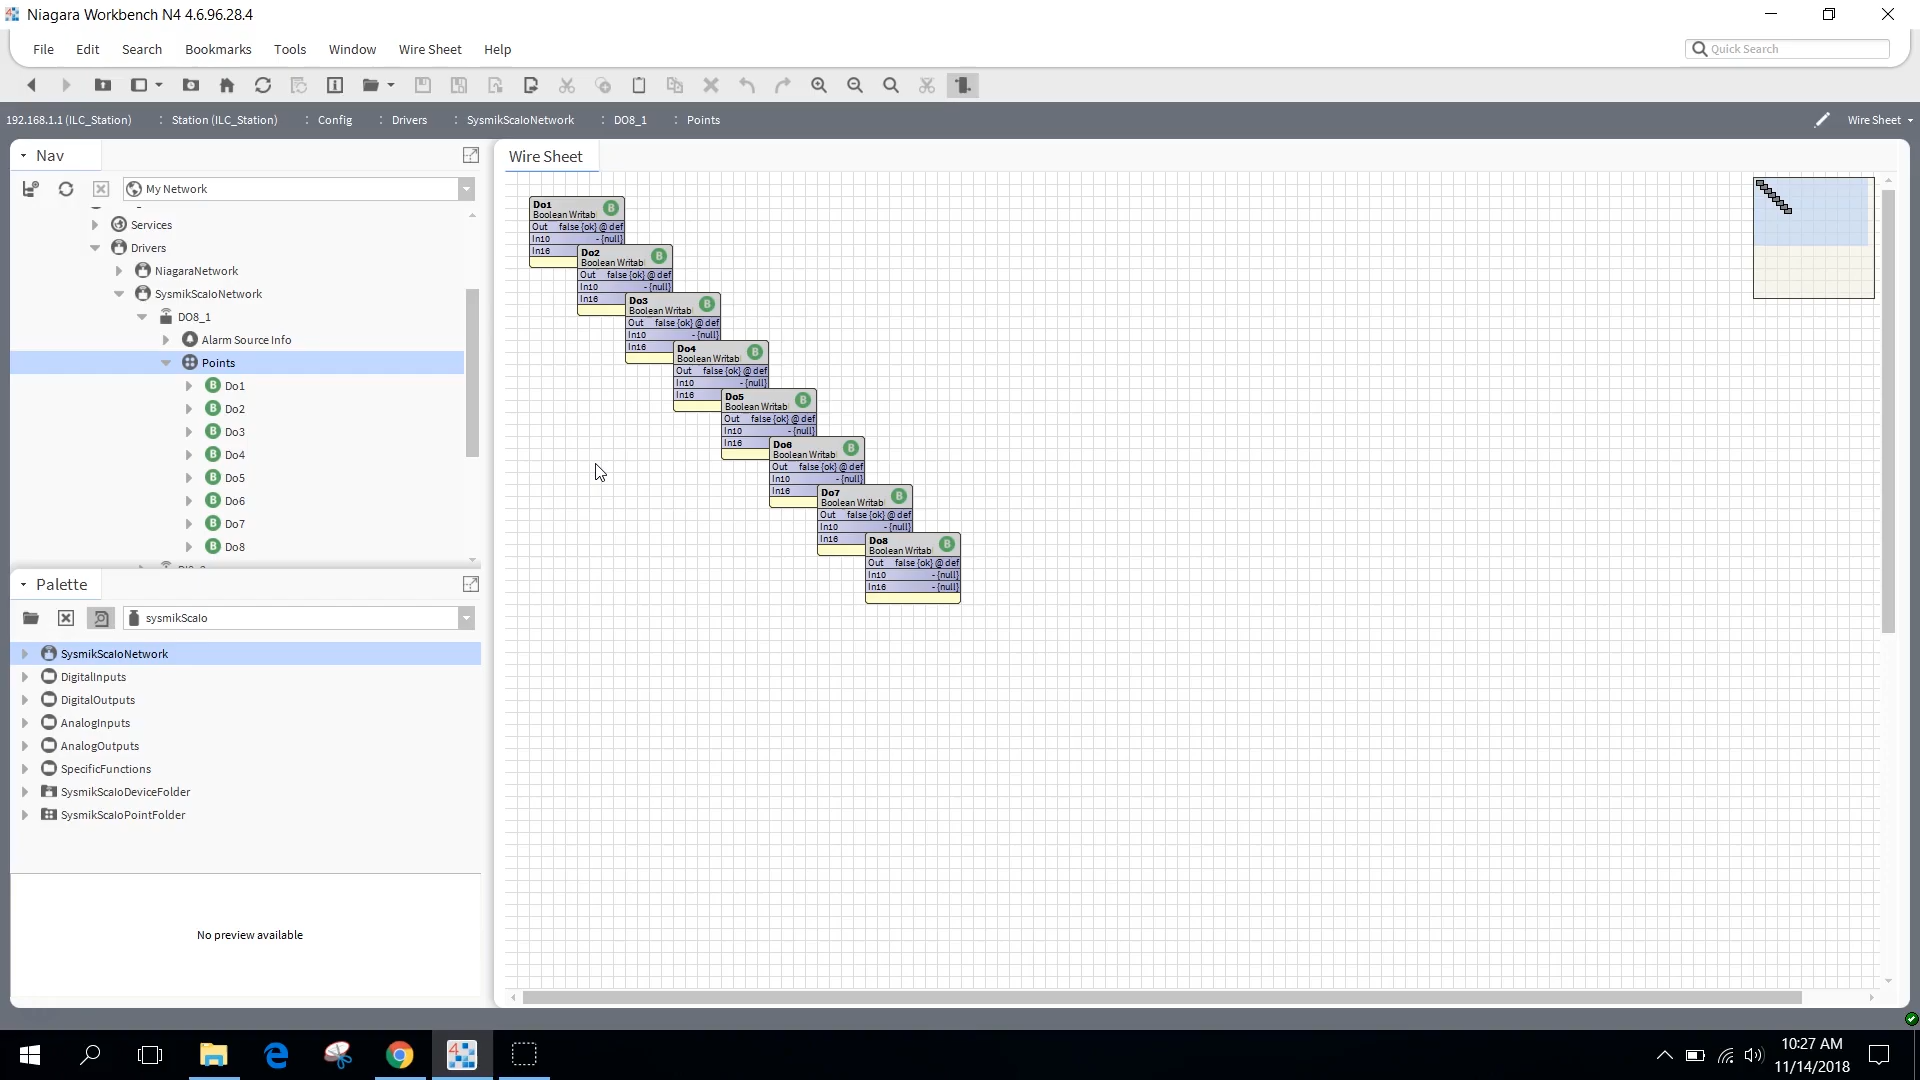 Niagara Workbench N4 4.6.96.28.4
File Edit Search Bookmarks Tools Window Wire Sheet Help
Quick Search
192.168.1.1 (ILC_Station) : Station (ILC_Station) : Config : Drivers : SysmikScaIoNetwork : DO8_1 : Points
Wire Sheet
Nav
My Network
Services
Drivers
NiagaraNetwork
SysmikScaIoNetwork
DO8_1
Alarm Source Info
Points
B Do1
B Do2
B Do3
B Do4
B Do5
B Do6
B Do7
B Do8
Palette
sysmikScaIo
SysmikScaIoNetwork
DigitalInputs
DigitalOutputs
AnalogInputs
AnalogOutputs
SpecificFunctions
SysmikScaIoDeviceFolder
SysmikScaIoPointFolder
No preview available
Wire Sheet
Do1
Boolean Writab B
Out false {ok} @ def
In10 - {null}
In16
Do2
Boolean Writab B
Out false {ok} @ def
In10 - {null}
In16
Do3
Boolean Writab B
Out false {ok} @ def
In10 - {null}
In16
Do4
Boolean Writab B
Out false {ok} @ def
In10 - {null}
In16
Do5
Boolean Writab B
Out false {ok} @ def
In10 - {null}
In16
Do6
Boolean Writab B
Out false {ok} @ def
In10 - {null}
In16
Do7
Boolean Writab B
Out false {ok} @ def
In10 - {null}
In16
Do8
Boolean Writab B
Out false {ok} @ def
In10 - {null}
In16 - {null}
10:27 AM
11/14/2018